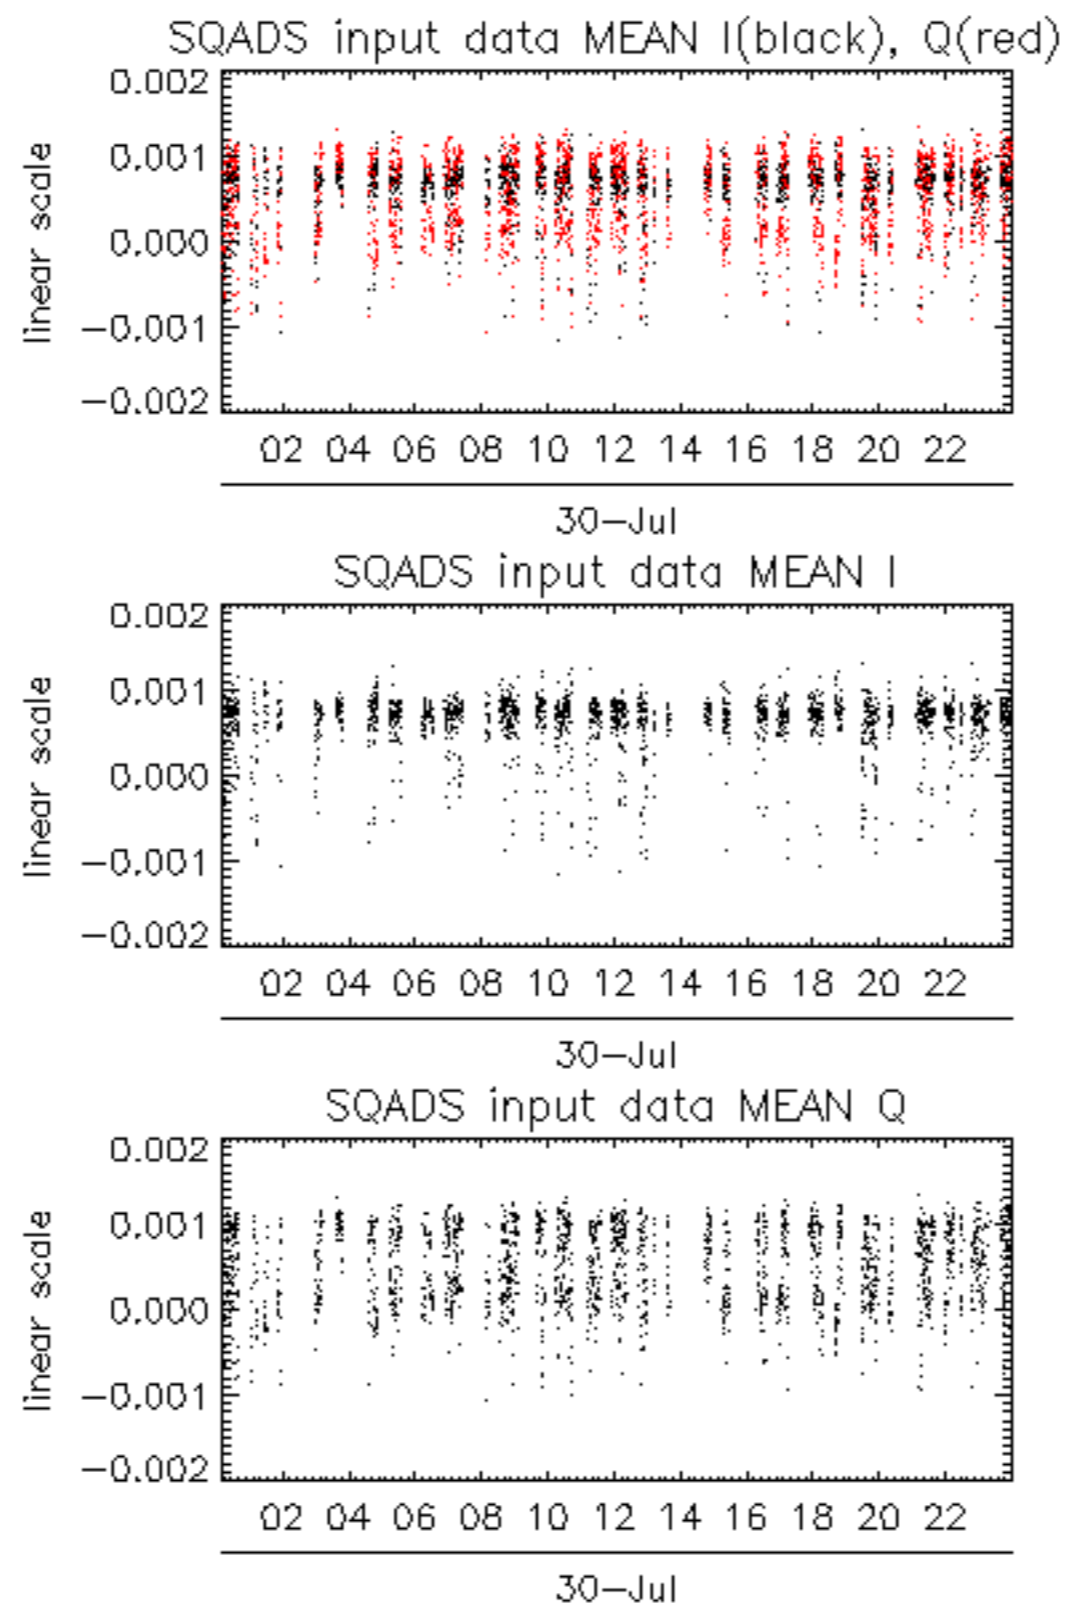 SQADS input data MEAN I(black), Q(red)
0.002
0.001
0.000
−0.001
−0.002
linear scale
02 04 06 08 10 12 14 16 18 20 22
30−Jul
SQADS input data MEAN I
0.002
0.001
0.000
−0.001
−0.002
linear scale
02 04 06 08 10 12 14 16 18 20 22
30−Jul
SQADS input data MEAN Q
0.002
0.001
0.000
−0.001
−0.002
linear scale
02 04 06 08 10 12 14 16 18 20 22
30−Jul